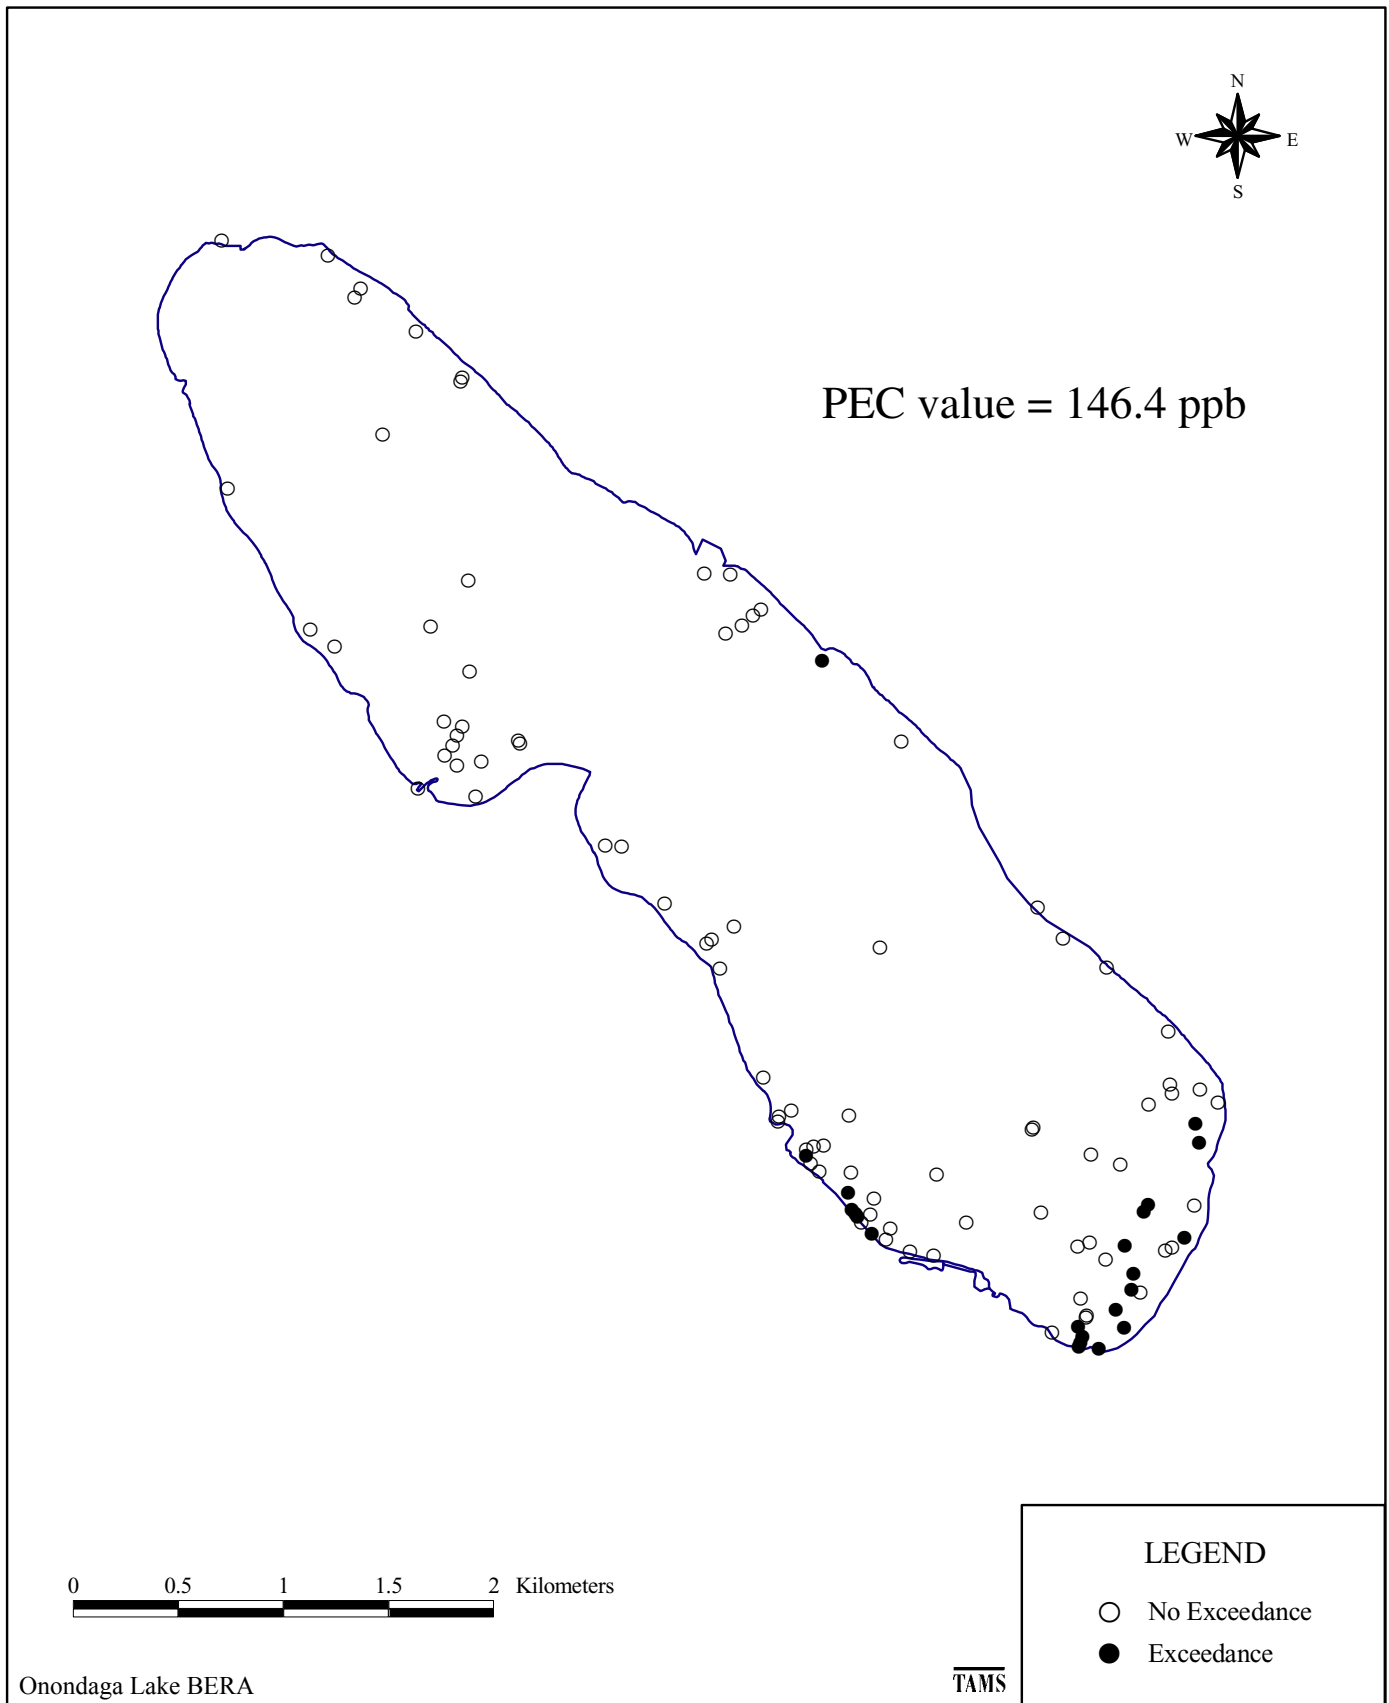 N
W E
S
PEC value = 146.4 ppb
LEGEND
No Exceedance
Exceedance
0 0.5 1 1.5 2 Kilometers
Onondaga Lake BERA
TAMS